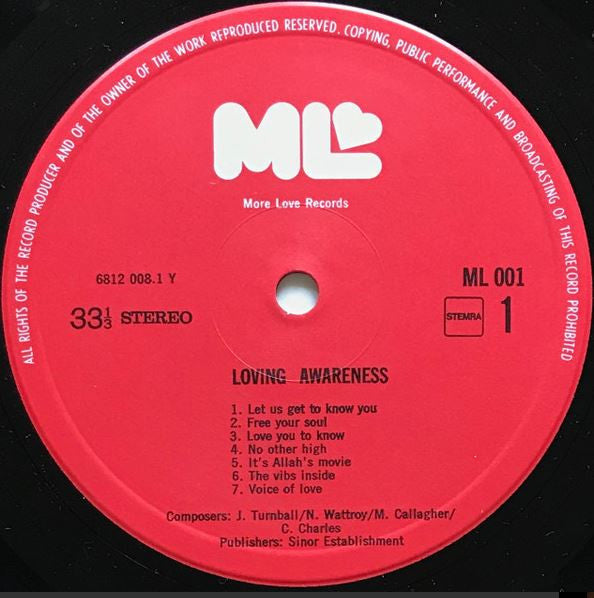 ALL RIGHTS OF THE RECORD PRODUCER AND OF THE OWNER OF THE WORK REPRODUCED RESERVED. COPYING, PUBLIC PERFORMANCE AND BROADCASTING OF THIS RECORD PROHIBITED
ML
More Love Records
6812 008.1 Y
ML 001
33⅓ STEREO
STEMRA 1
LOVING AWARENESS
1. Let us get to know you
2. Free your soul
3. Love you to know
4. No other high
5. It's Allah's movie
6. The vibs inside
7. Voice of love
Composers: J. Turnball/N. Wattroy/M. Callagher/
C. Charles
Publishers: Sinor Establishment